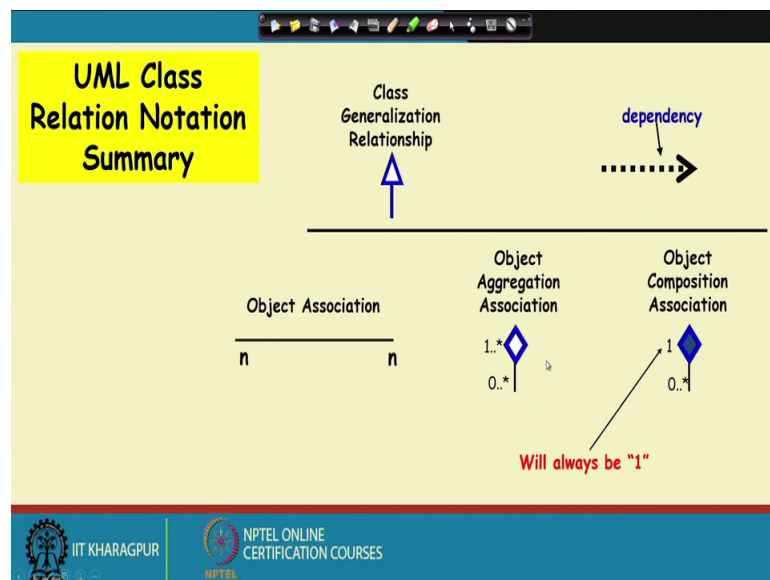 UML Class
Relation Notation
Summary
Class
Generalization
Relationship
dependency
Object Association
n
n
Object
Aggregation
Association
1..*
0..*
Object
Composition
Association
1
0..*
Will always be "1"
IIT KHARAGPUR
NPTEL
NPTEL ONLINE
CERTIFICATION COURSES